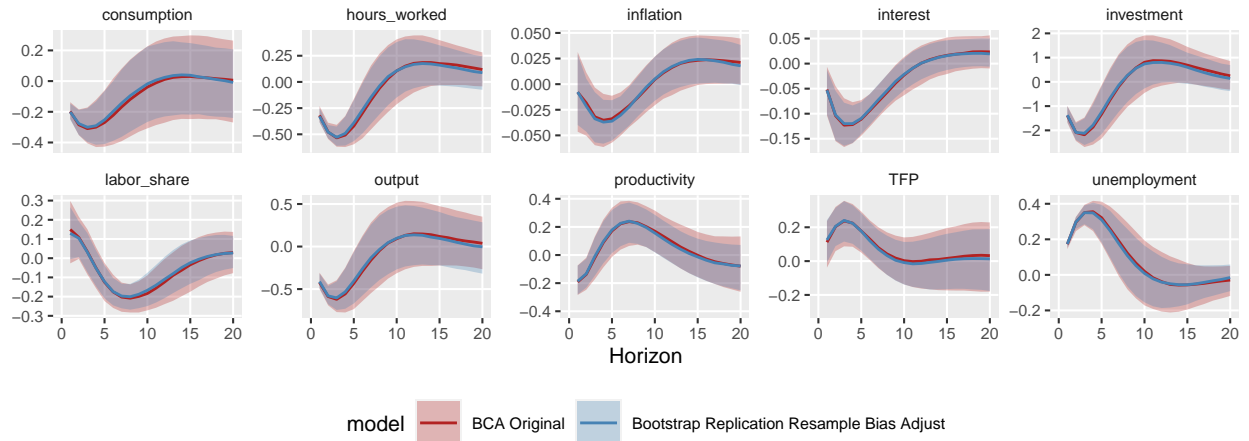 consumption
hours_worked
inflation
interest
investment
0.2
0.0
−0.2
−0.4
0.25
0.00
−0.25
−0.50
0.050
0.025
0.000
−0.025
−0.050
0.05
0.00
−0.05
−0.10
−0.15
2
1
0
−1
−2
labor_share
output
productivity
TFP
unemployment
0.3
0.2
0.1
0.0
−0.1
−0.2
−0.3
0.5
0.0
−0.5
0.4
0.2
0.0
−0.2
−0.4
0.4
0.2
0.0
−0.2
0.4
0.2
0.0
−0.2
0 5 10 15 20
0 5 10 15 20
0 5 10 15 20
0 5 10 15 20
0 5 10 15 20
Horizon
model BCA Original Bootstrap Replication Resample Bias Adjust